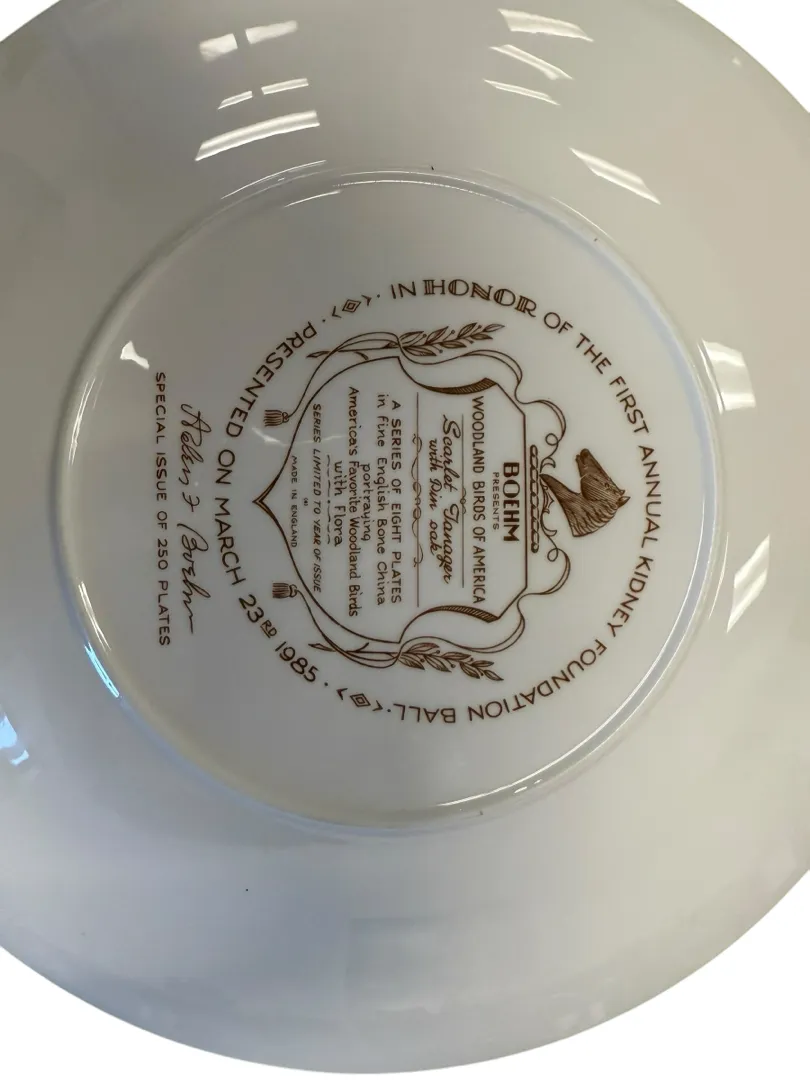 · IN HONOR OF THE FIRST ANNUAL KIDNEY FOUNDATION BALL ·
BOEHM
PRESENTS
WOODLAND BIRDS OF AMERICA
Scarlet Tanager
with Pin oak
A SERIES OF EIGHT PLATES
in Fine English Bone China
portraying
America's Favorite Woodland Birds
with Flora
SERIES LIMITED TO YEAR OF ISSUE
MADE IN ENGLAND
· PRESENTED ON MARCH 23RD 1985 ·
Helen F Boehm
SPECIAL ISSUE OF 250 PLATES